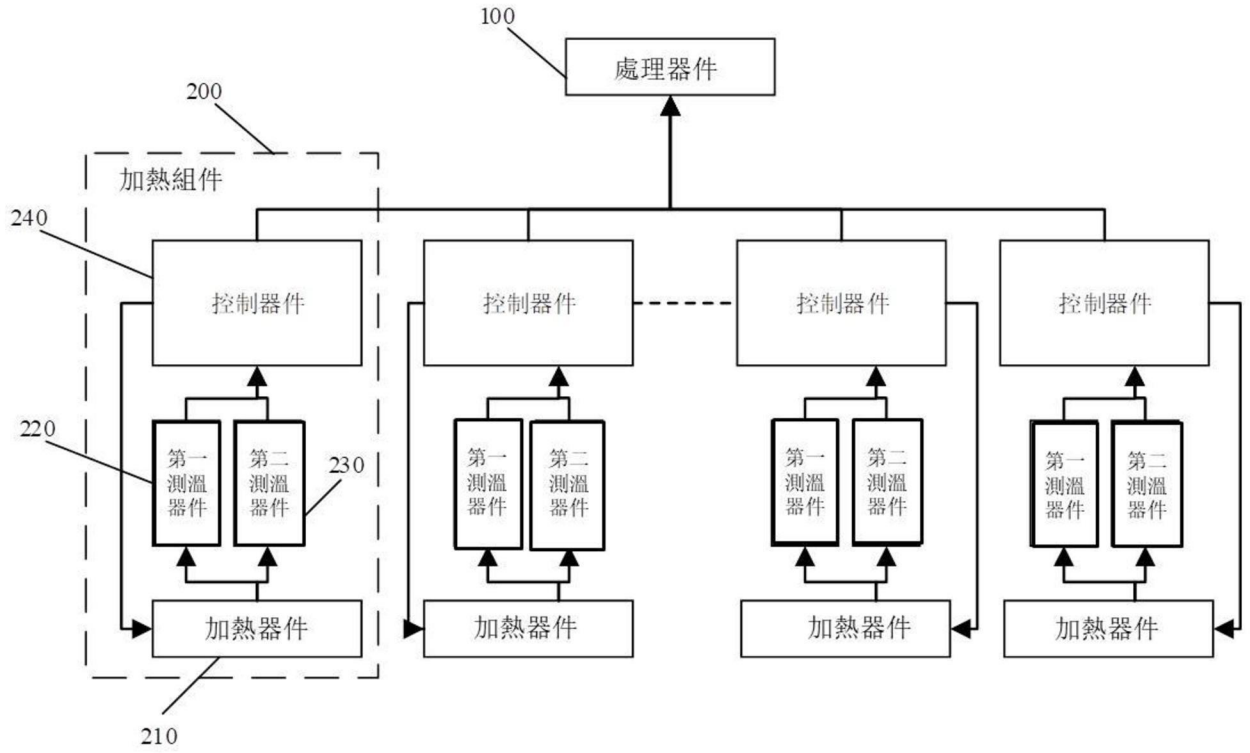 100
處理器件
200
加熱組件
240
控制器件
控制器件
控制器件
控制器件
220
第一
測溫
器件
第二
測溫
器件
230
第一
測溫
器件
第二
測溫
器件
第一
測溫
器件
第二
測溫
器件
第一
測溫
器件
第二
測溫
器件
加熱器件
加熱器件
加熱器件
加熱器件
210